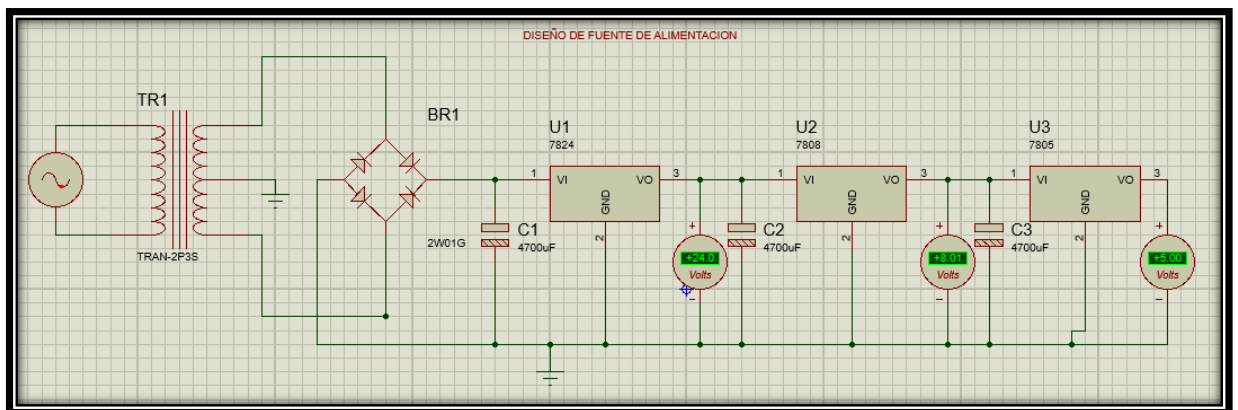 DISEÑO DE FUENTE DE ALIMENTACION
TR1
TRAN-2P3S
BR1
2W01G
U1
7824
1
VI
VO
3
GND
2
C1
4700uF
+
+24.0
Volts
−
C2
4700uF
U2
7808
1
VI
VO
3
GND
2
+
+8.01
Volts
−
C3
4700uF
U3
7805
1
VI
VO
3
GND
2
+
+5.00
Volts
−